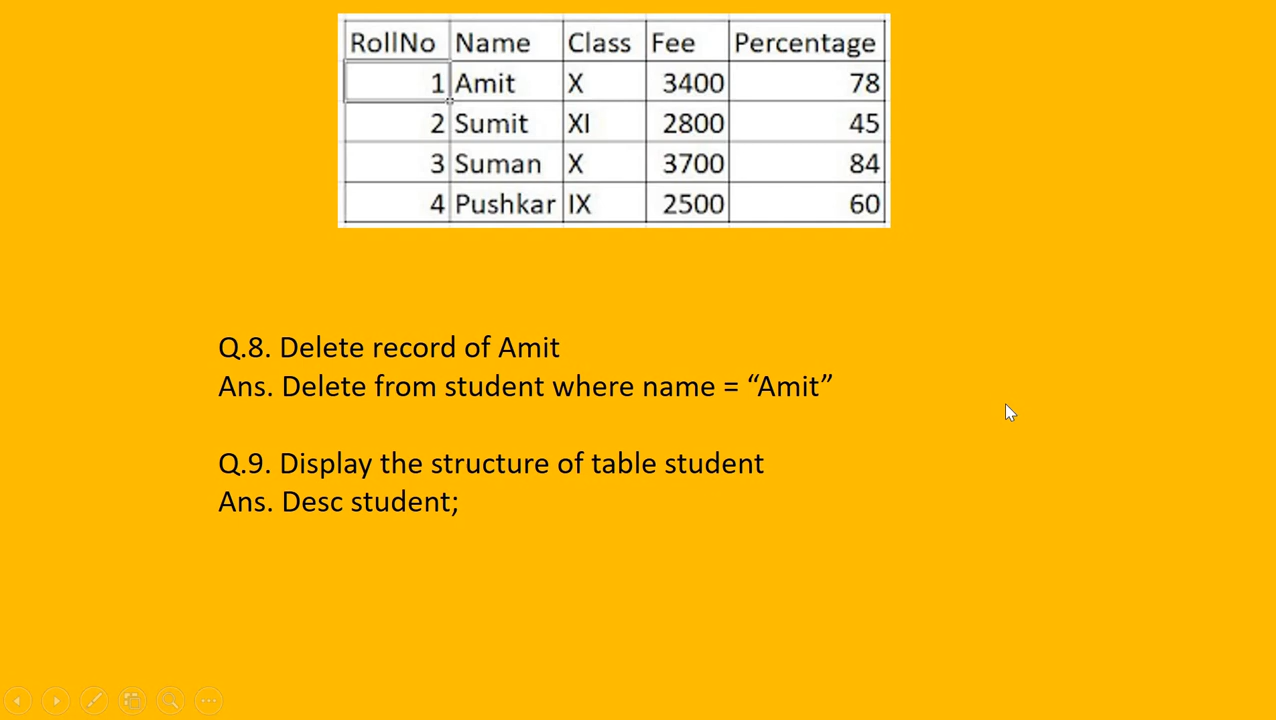 RollNo Name Class Fee Percentage
1 Amit X 3400 78
2 Sumit XI 2800 45
3 Suman X 3700 84
4 Pushkar IX 2500 60
Q.8. Delete record of Amit
Ans. Delete from student where name = “Amit”
Q.9. Display the structure of table student
Ans. Desc student;